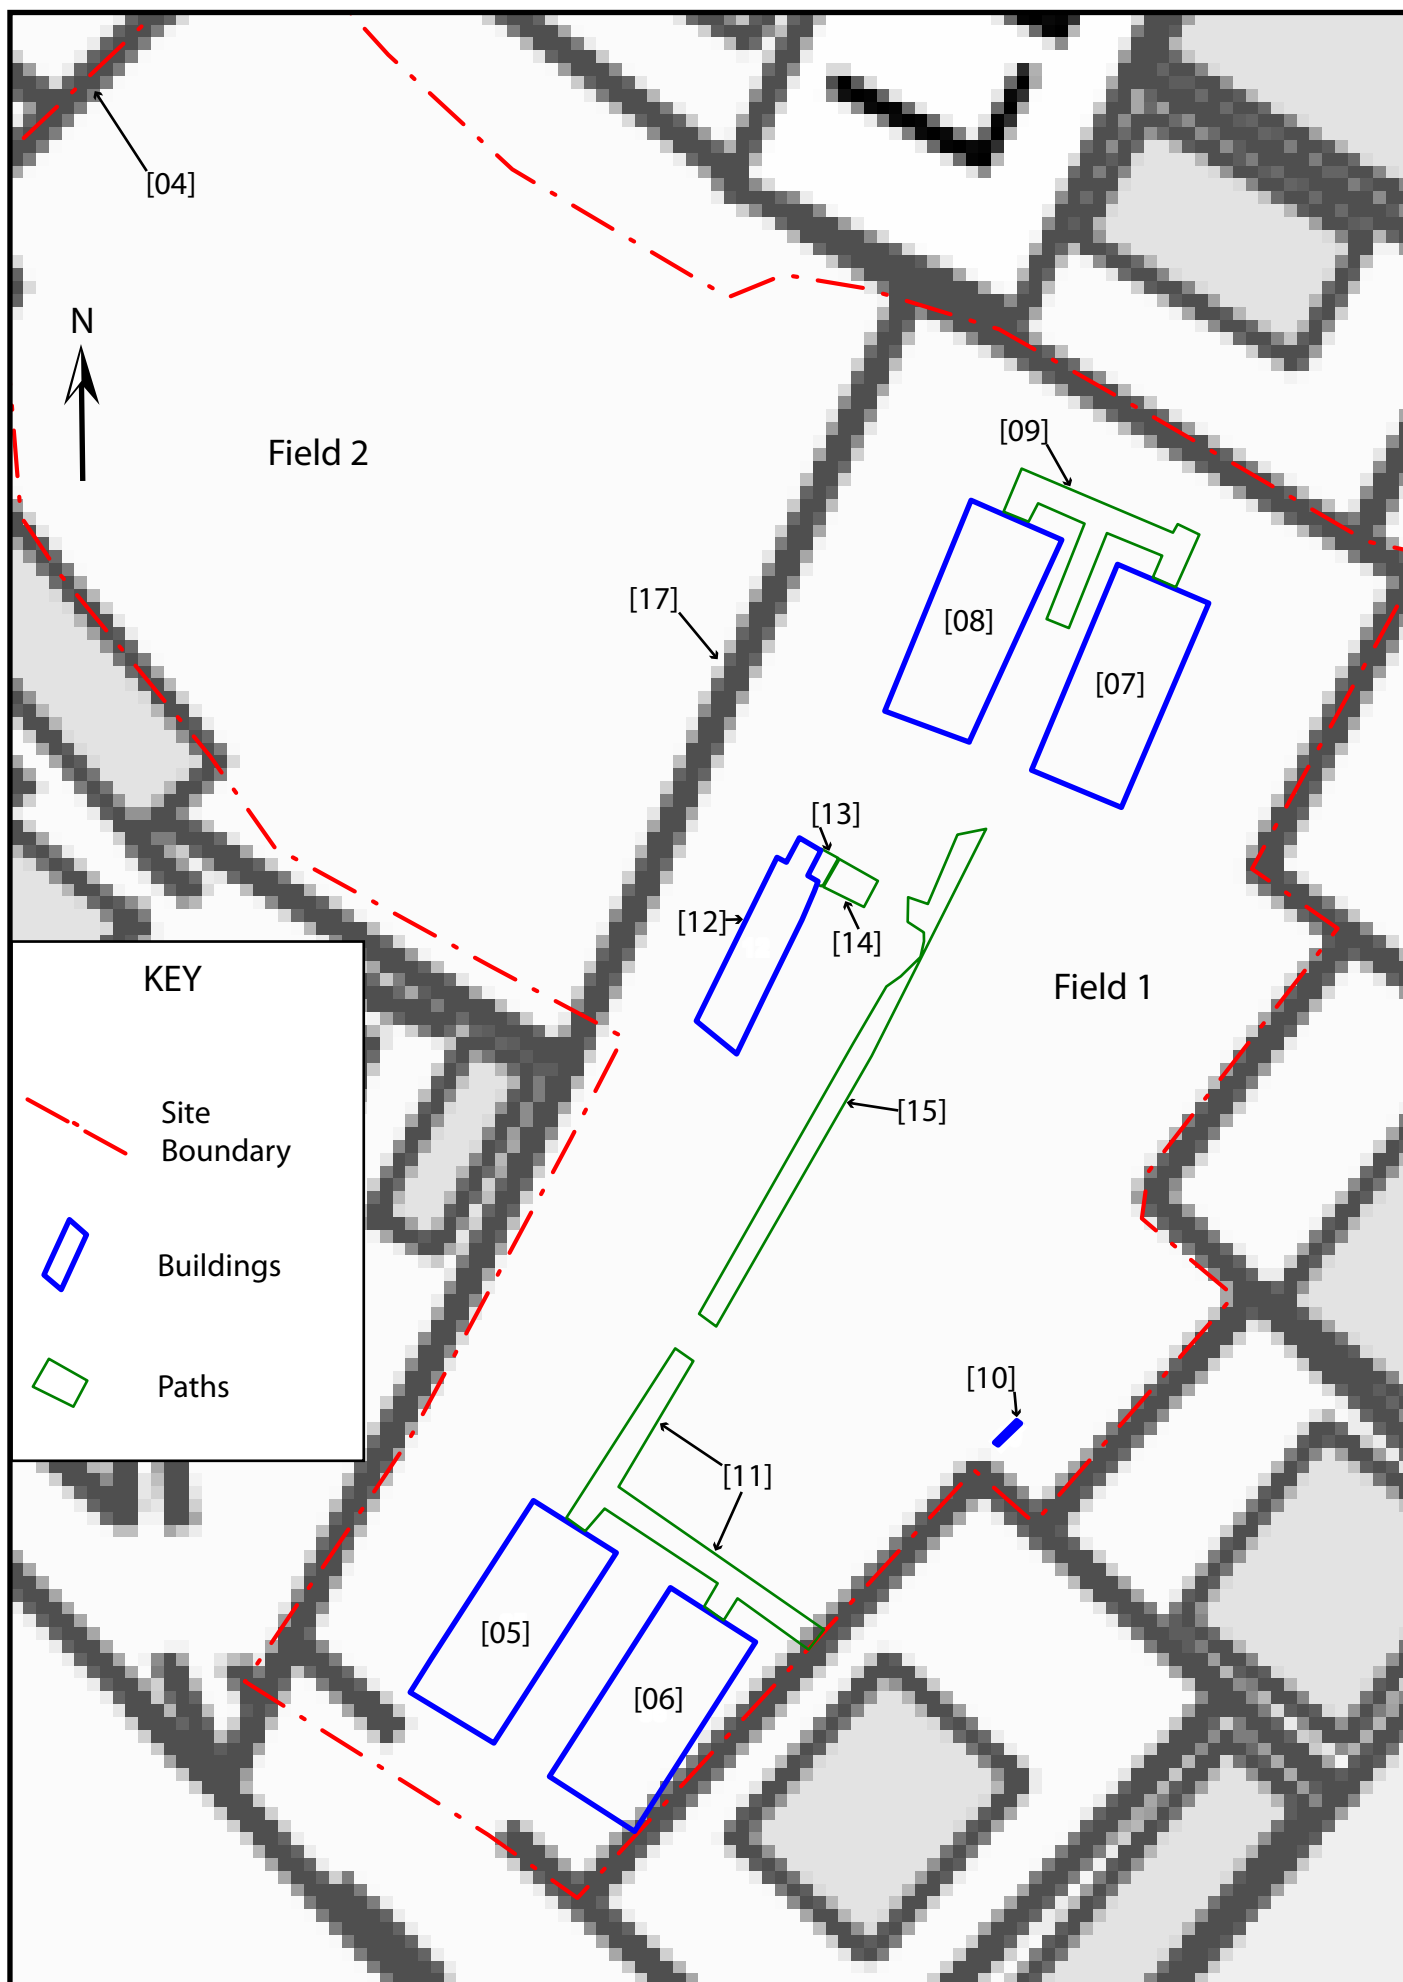 [04]
N
Field 2
[09]
[17]
[08]
[07]
[13]
[12]
[14]
Field 1
KEY
Site
Boundary
[15]
Buildings
Paths
[10]
[11]
[05]
[06]